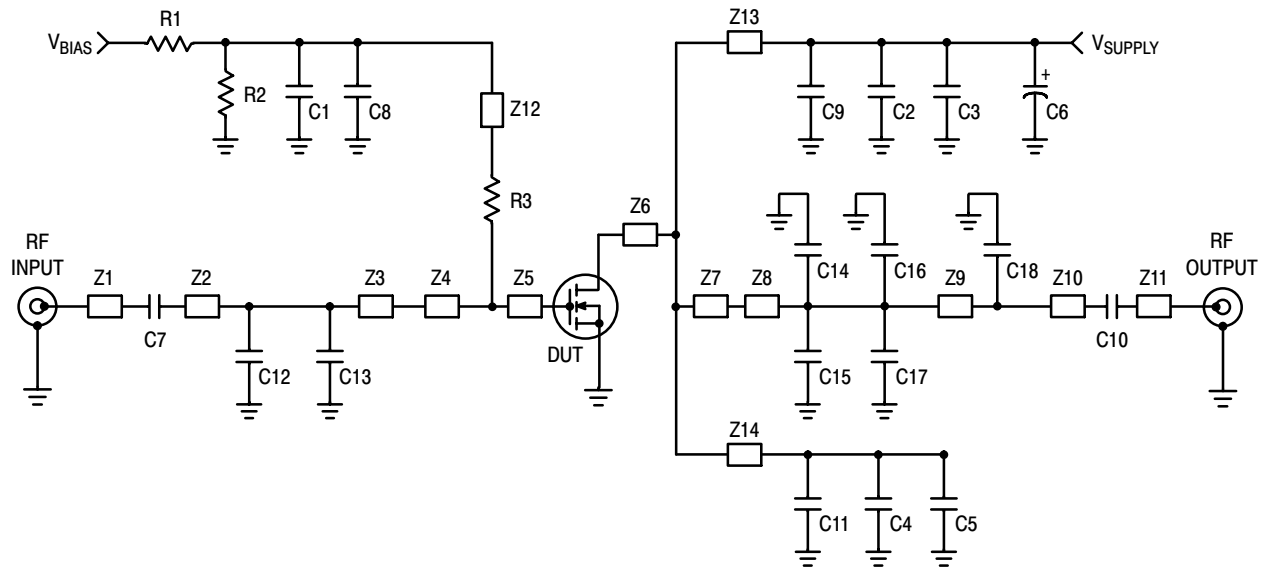 R1
Z13
V_BIAS
V_SUPPLY
R2
C1
C8
Z12
C9
C2
C3
+
C6
R3
Z6
RF
INPUT
Z1
Z2
Z3
Z4
Z5
C14
C16
C18
RF
OUTPUT
Z7
Z8
Z9
Z10
Z11
C7
C10
DUT
C12
C13
C15
C17
Z14
C11
C4
C5